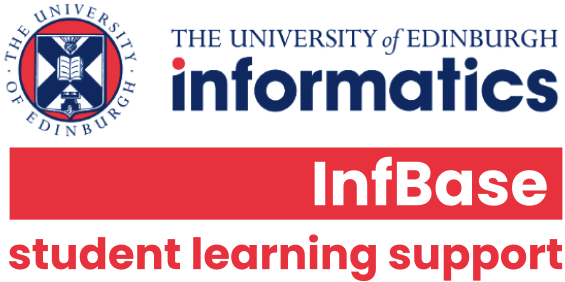 THE UNIVERSITY OF EDINBURGH
THE UNIVERSITY of EDINBURGH
informatics
InfBase
student learning support